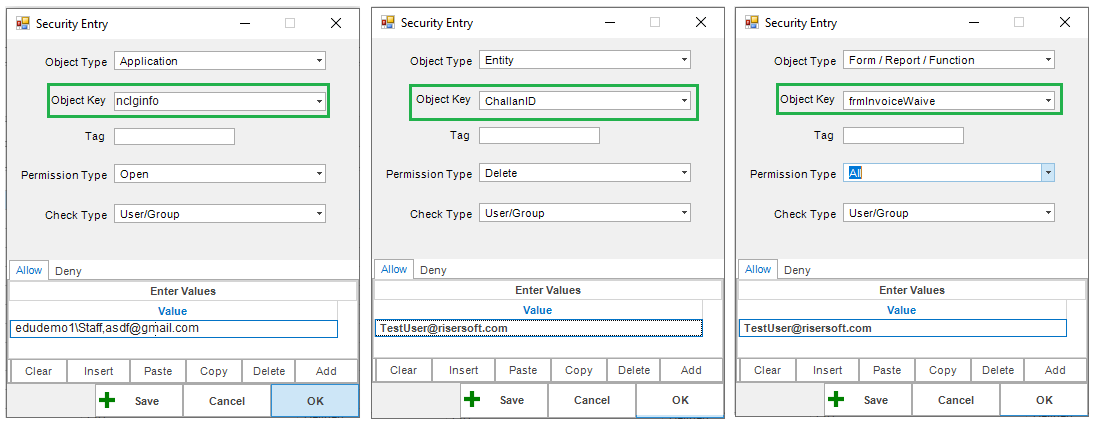 Security Entry
Object Type Application
Object Key nclginfo
Tag
Permission Type Open
Check Type User/Group
Allow Deny
Enter Values
Value
edudemo1\Staff,asdf@gmail.com
Clear Insert Paste Copy Delete Add
Save Cancel OK
Security Entry
Object Type Entity
Object Key ChallanID
Tag
Permission Type Delete
Check Type User/Group
Allow Deny
Enter Values
Value
TestUser@risersoft.com
Clear Insert Paste Copy Delete Add
Save Cancel OK
Security Entry
Object Type Form / Report / Function
Object Key frmInvoiceWaive
Tag
Permission Type All
Check Type User/Group
Allow Deny
Enter Values
Value
TestUser@risersoft.com
Clear Insert Paste Copy Delete Add
Save Cancel OK